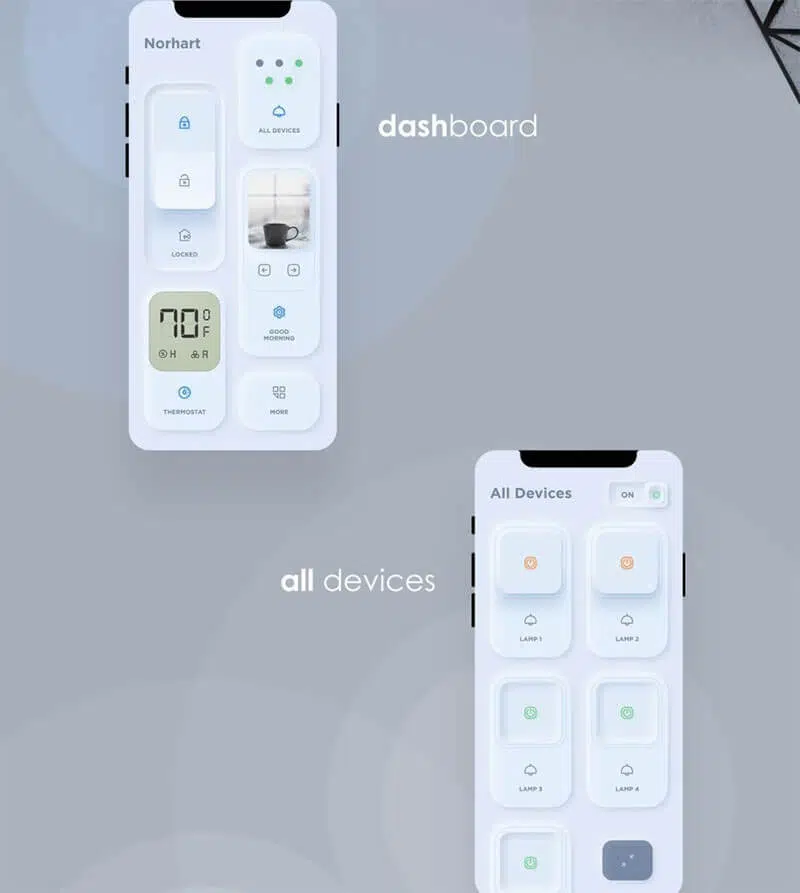 Norhart
ALL DEVICES
dashboard
LOCKED
GOOD
MORNING
70 O
F
H A
THERMOSTAT
MORE
All Devices
ON
all devices
LAMP 1
LAMP 2
LAMP 3
LAMP 4